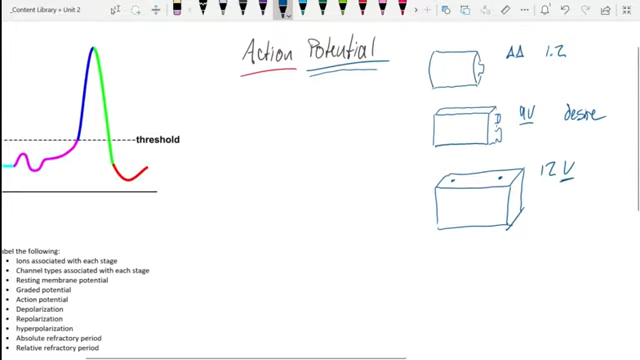 _Content Library + Unit 2
Action Potential
AA 1.2
9V desire
12 V
threshold
abel the following:
Ions associated with each stage
Channel types associated with each stage
Resting membrane potential
Graded potential
Action potential
Depolarization
Repolarization
hyperpolarization
Absolute refractory period
Relative refractory period